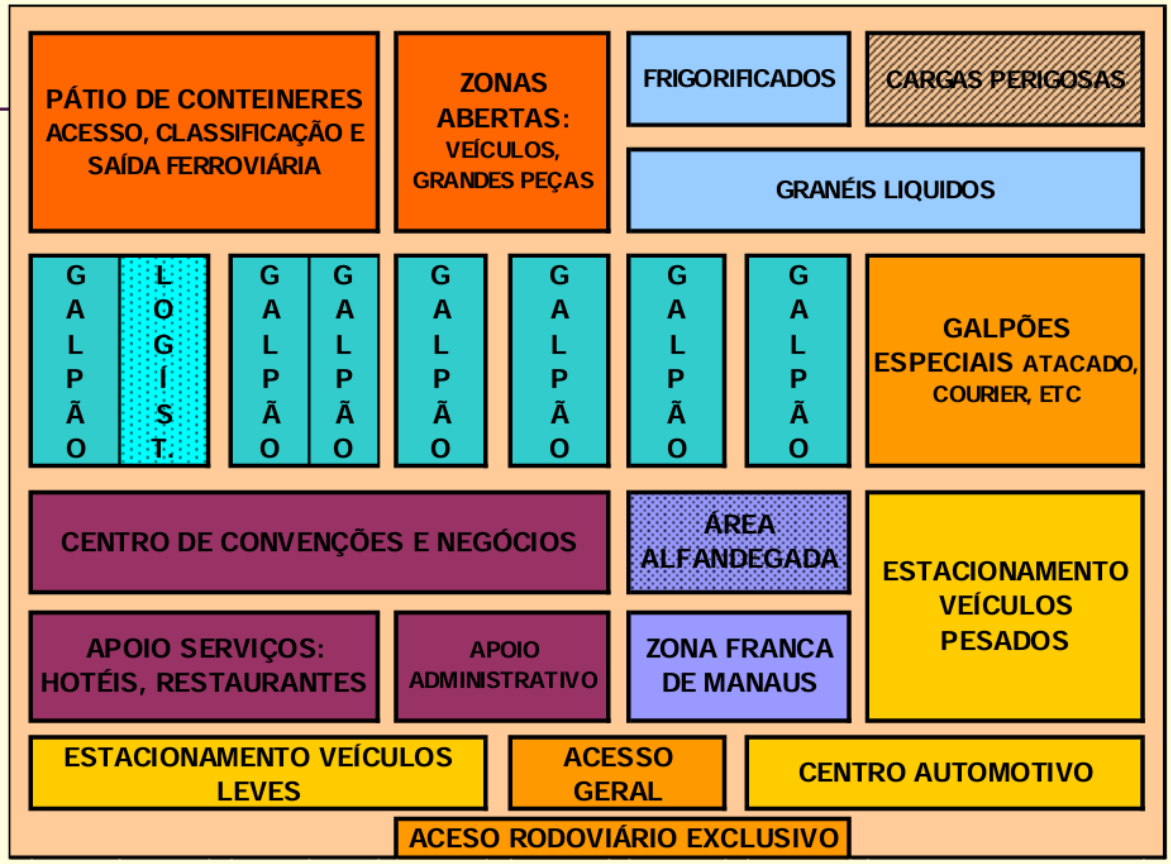 PÁTIO DE CONTEINERES
ACESSO, CLASSIFICAÇÃO E
SAÍDA FERROVIÁRIA
ZONAS
ABERTAS:
VEÍCULOS,
GRANDES PEÇAS
FRIGORIFICADOS
CARGAS PERIGOSAS
GRANÉIS LIQUIDOS
GALPÃO
LOGÍST.
GALPÃO
GALPÃO
GALPÃO
GALPÃO
GALPÃO
GALPÃO
GALPÕES
ESPECIAIS ATACADO,
COURIER, ETC
CENTRO DE CONVENÇÕES E NEGÓCIOS
ÁREA
ALFANDEGADA
ESTACIONAMENTO
VEÍCULOS
PESADOS
APOIO SERVIÇOS:
HOTÉIS, RESTAURANTES
APOIO
ADMINISTRATIVO
ZONA FRANCA
DE MANAUS
ESTACIONAMENTO VEÍCULOS
LEVES
ACESSO
GERAL
CENTRO AUTOMOTIVO
ACESO RODOVIÁRIO EXCLUSIVO